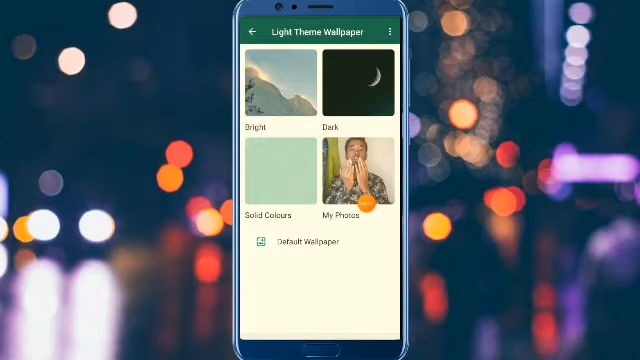 Light Theme Wallpaper
Bright
Dark
Solid Colours
My Photos
Default Wallpaper